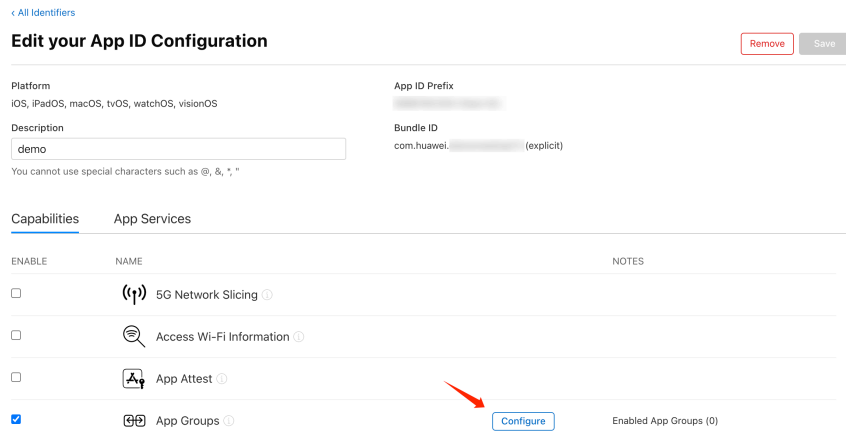 ‹ All Identifiers
Edit your App ID Configuration
Remove
Save
Platform
App ID Prefix
iOS, iPadOS, macOS, tvOS, watchOS, visionOS
Description
Bundle ID
demo
com.huawei. (explicit)
You cannot use special characters such as @, &, *, "
Capabilities
App Services
ENABLE NAME NOTES
5G Network Slicing
Access Wi-Fi Information
App Attest
App Groups Configure Enabled App Groups (0)